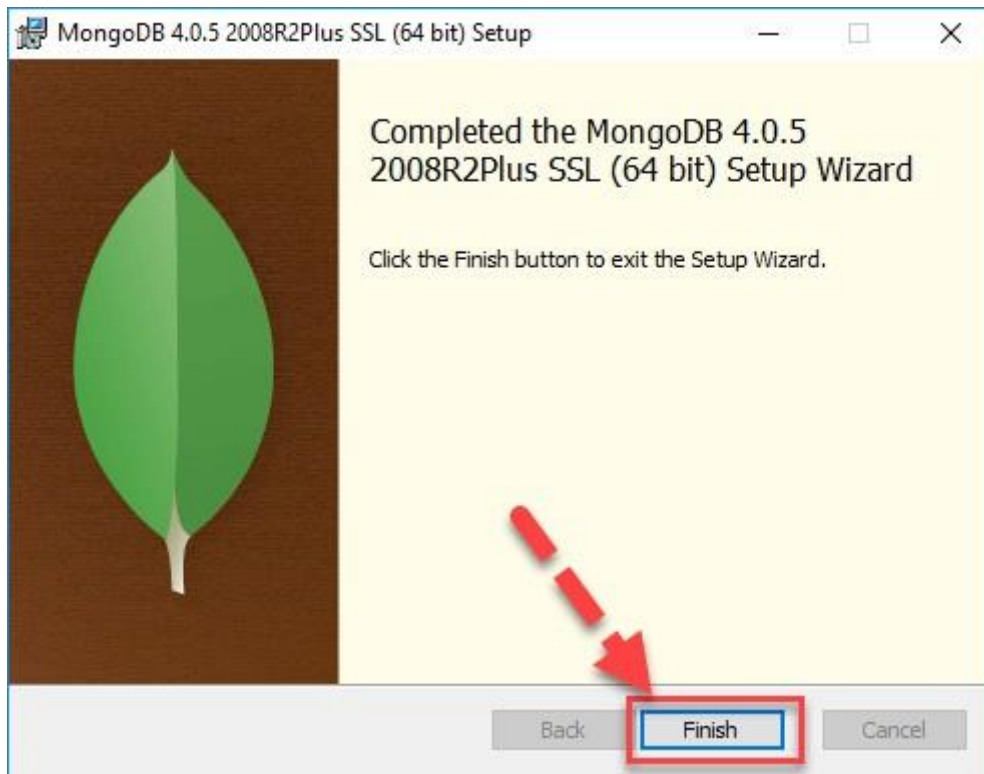 MongoDB 4.0.5 2008R2Plus SSL (64 bit) Setup
Completed the MongoDB 4.0.5
2008R2Plus SSL (64 bit) Setup Wizard
Click the Finish button to exit the Setup Wizard.
Back Finish Cancel